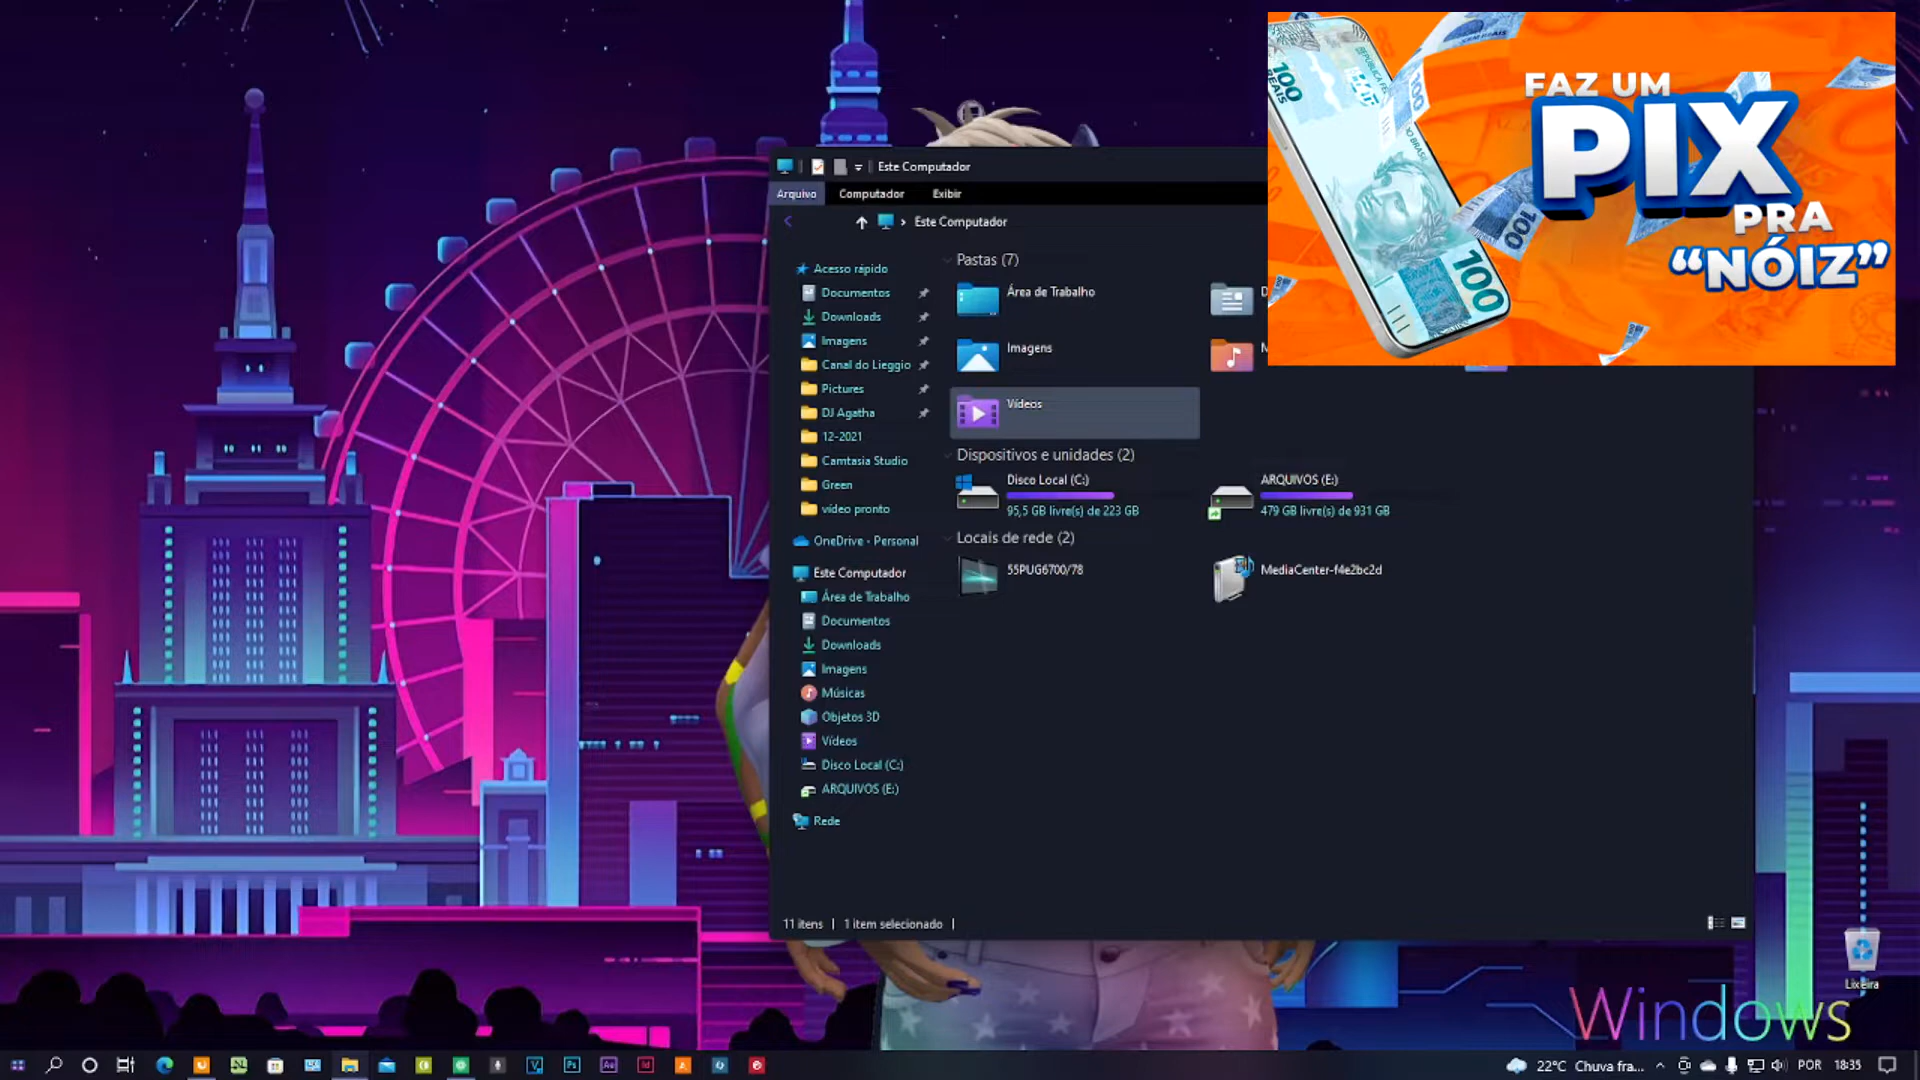 FAZ UM
PIX
PRA
“NÓIZ”
100
REAIS
100
100
100
Este Computador
Arquivo Computador Exibir
Este Computador
Acesso rápido
Documentos
Downloads
Imagens
Canal do Lieggio
Pictures
DJ Agatha
12-2021
Camtasia Studio
Green
vídeo pronto
OneDrive - Personal
Este Computador
Área de Trabalho
Documentos
Downloads
Imagens
Músicas
Objetos 3D
Vídeos
Disco Local (C:)
ARQUIVOS (E:)
Rede
Pastas (7)
Área de Trabalho
Imagens
Vídeos
Dispositivos e unidades (2)
Disco Local (C:)
95,5 GB livre(s) de 223 GB
ARQUIVOS (E:)
479 GB livre(s) de 931 GB
Locais de rede (2)
55PUG6700/78
MediaCenter-f4e2bc2d
11 itens
1 item selecionado
Lixeira
Windows
22°C Chuva fra...
POR
18:35